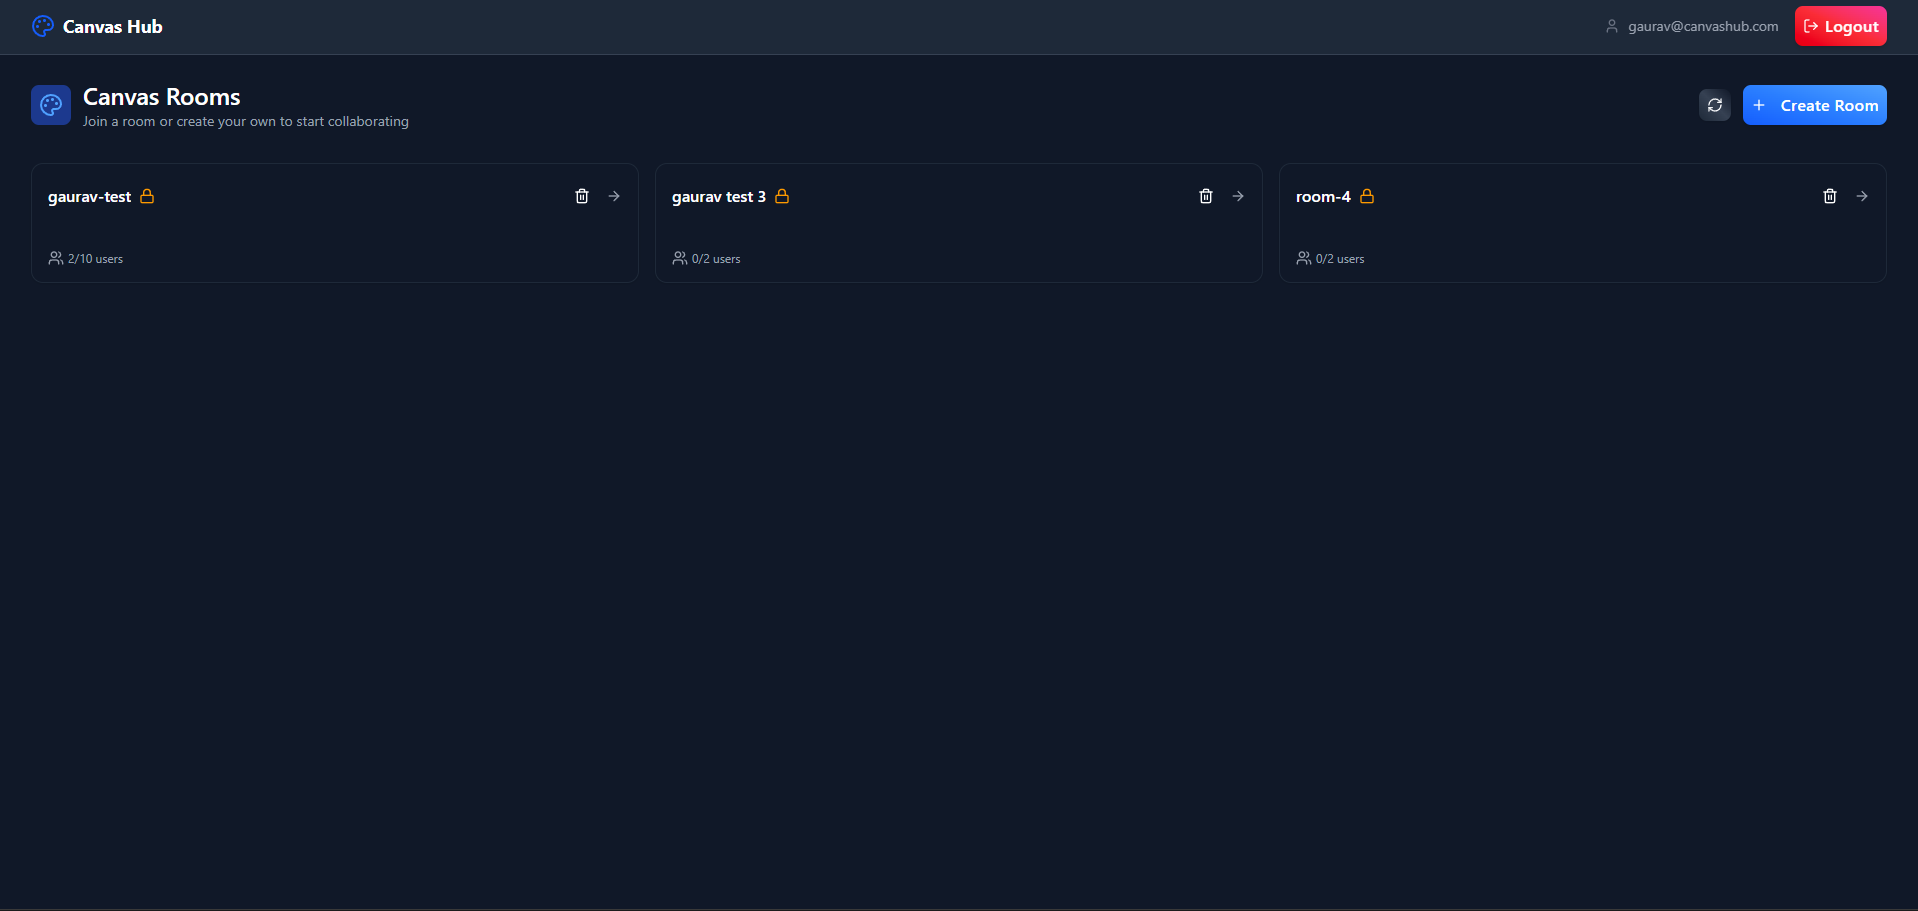 Canvas Hub
gaurav@canvashub.com
Logout
Canvas Rooms
Join a room or create your own to start collaborating
Create Room
gaurav-test
2/10 users
gaurav test 3
0/2 users
room-4
0/2 users